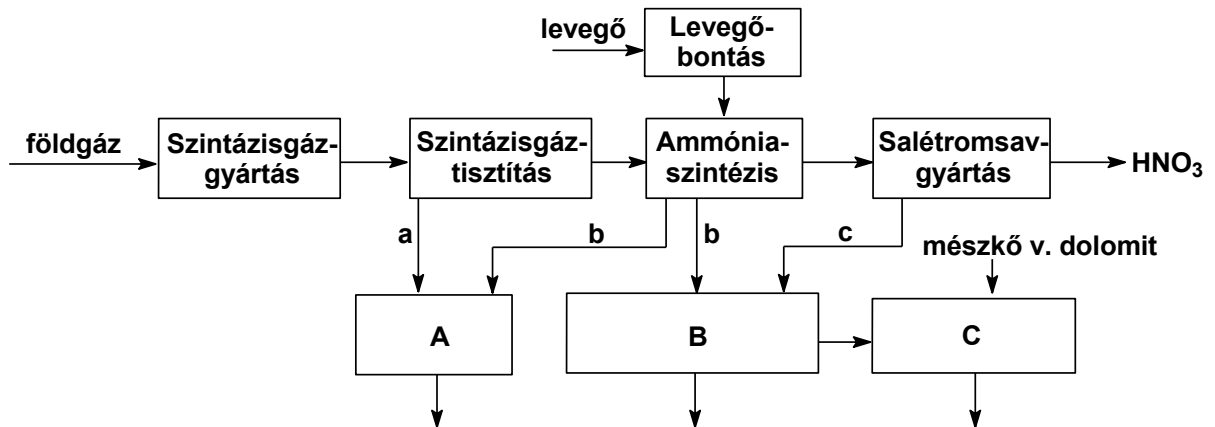 levegő
Levegő-
bontás
földgáz
Szintázisgáz-
gyártás
Szintázisgáz-
tisztítás
Ammónia-
szintézis
Salétromsav-
gyártás
HNO3
a
b
b
c
mészkő v. dolomit
A
B
C